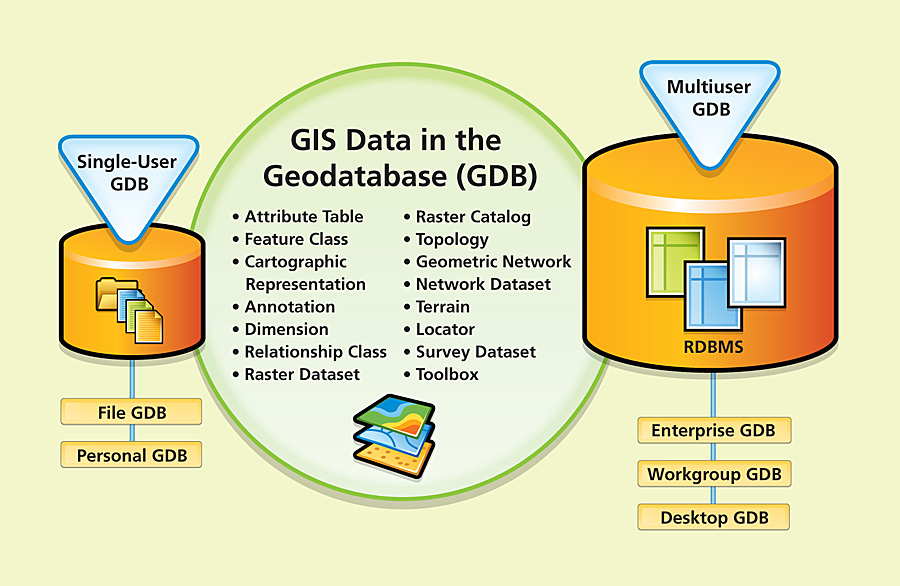 GIS Data in the
Geodatabase (GDB)
• Attribute Table
• Feature Class
• Cartographic
Representation
• Annotation
• Dimension
• Relationship Class
• Raster Dataset
• Raster Catalog
• Topology
• Geometric Network
• Network Dataset
• Terrain
• Locator
• Survey Dataset
• Toolbox
Single-User
GDB
File GDB
Personal GDB
Multiuser
GDB
RDBMS
Enterprise GDB
Workgroup GDB
Desktop GDB